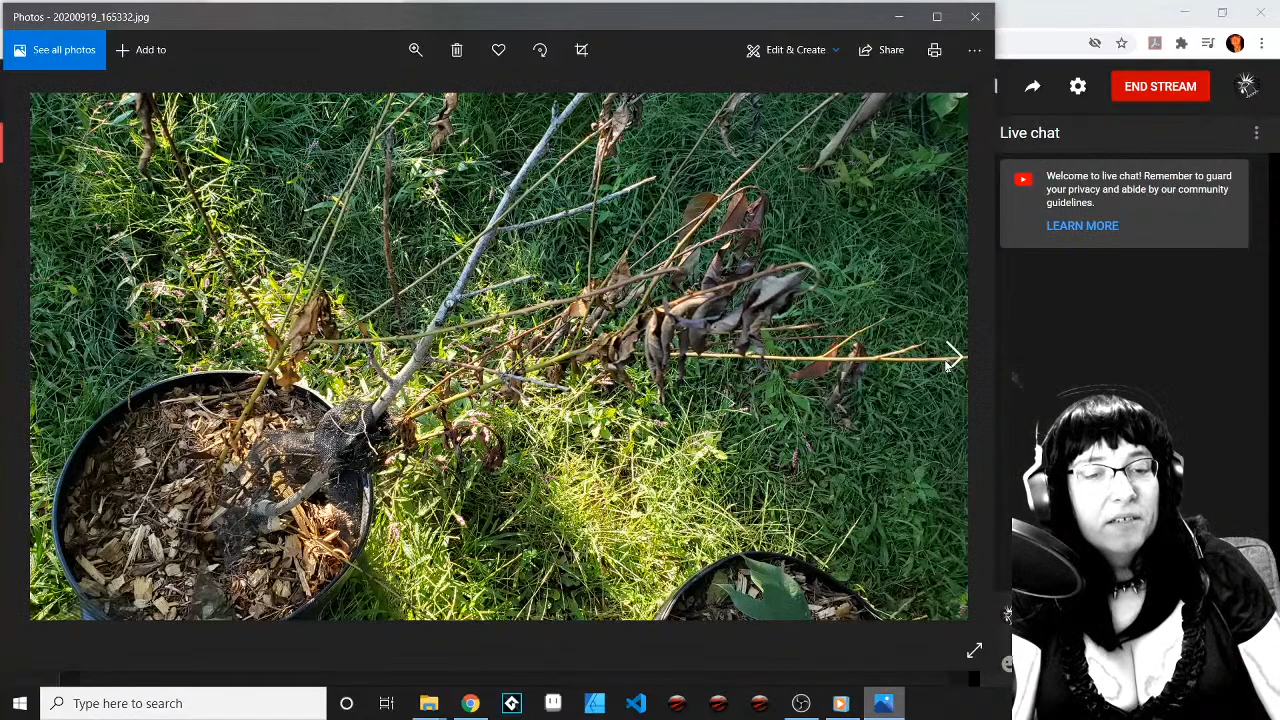 Photos - 20200919_165332.jpg
See all photos
Add to
Edit & Create
Share
END STREAM
Live chat
Welcome to live chat! Remember to guard
your privacy and abide by our community
guidelines.
LEARN MORE
Type here to search